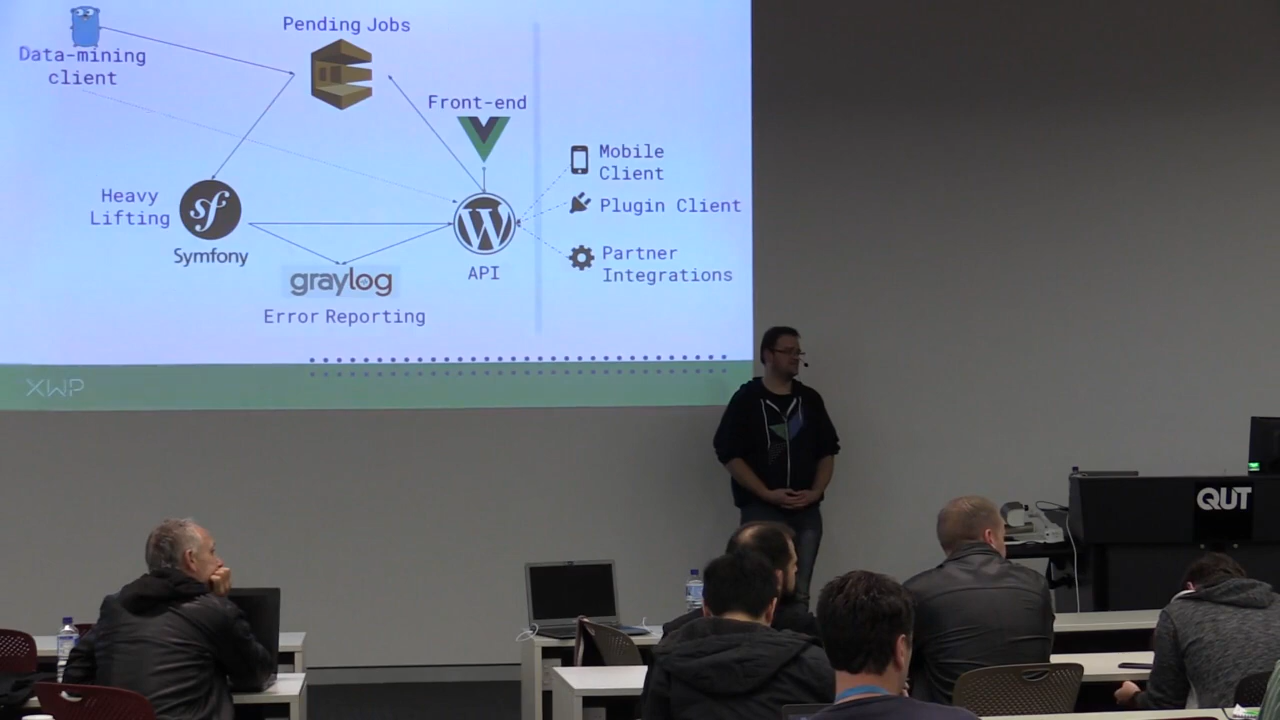 Pending Jobs
Data-mining
client
Front-end
Mobile
Client
Heavy
Lifting
sf
Plugin Client
W
Symfony
Partner
Integrations
API
graylog
Error Reporting
XWP
QUT